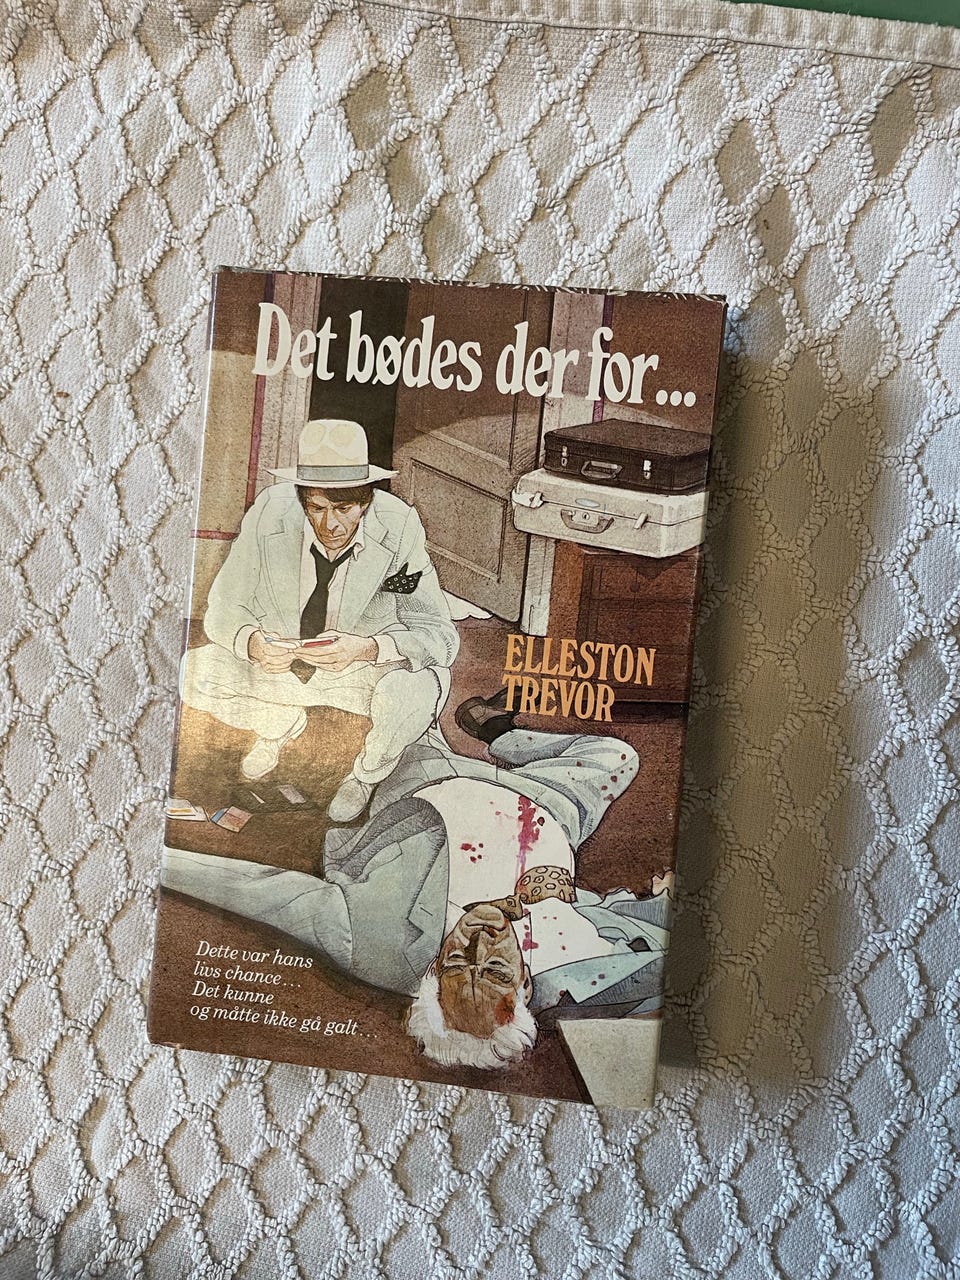 Det bødes der for...
ELLESTON
TREVOR
Dette var hans
livs chance...
Det kunne
og måtte ikke gå galt...